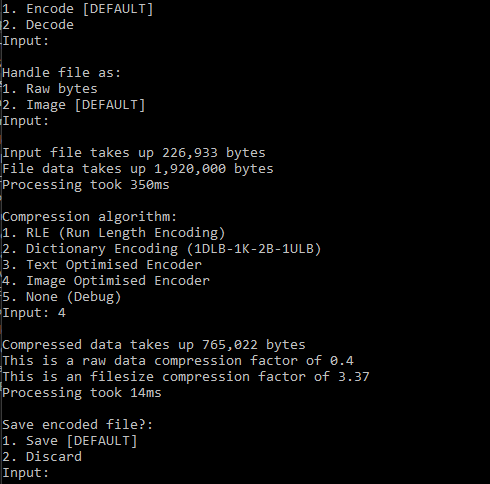 1. Encode [DEFAULT]
2. Decode
Input:
Handle file as:
1. Raw bytes
2. Image [DEFAULT]
Input:
Input file takes up 226,933 bytes
File data takes up 1,920,000 bytes
Processing took 350ms
Compression algorithm:
1. RLE (Run Length Encoding)
2. Dictionary Encoding (1DLB-1K-2B-1ULB)
3. Text Optimised Encoder
4. Image Optimised Encoder
5. None (Debug)
Input: 4
Compressed data takes up 765,022 bytes
This is a raw data compression factor of 0.4
This is an filesize compression factor of 3.37
Processing took 14ms
Save encoded file?:
1. Save [DEFAULT]
2. Discard
Input: